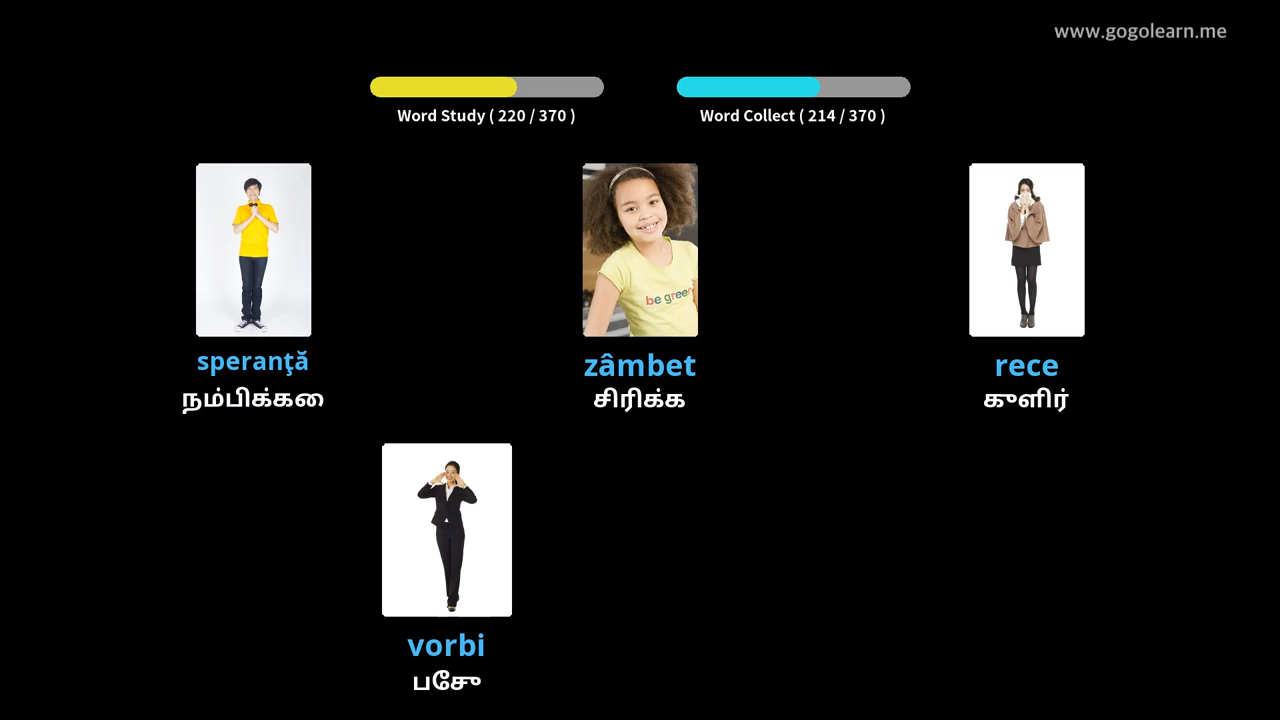 www.gogolearn.me
Word Study ( 220 / 370 )
Word Collect ( 214 / 370 )
be green
speranţă
zâmbet
rece
நம்பிக்கை
சிரிக்க
குளிர்
vorbi
பேசு